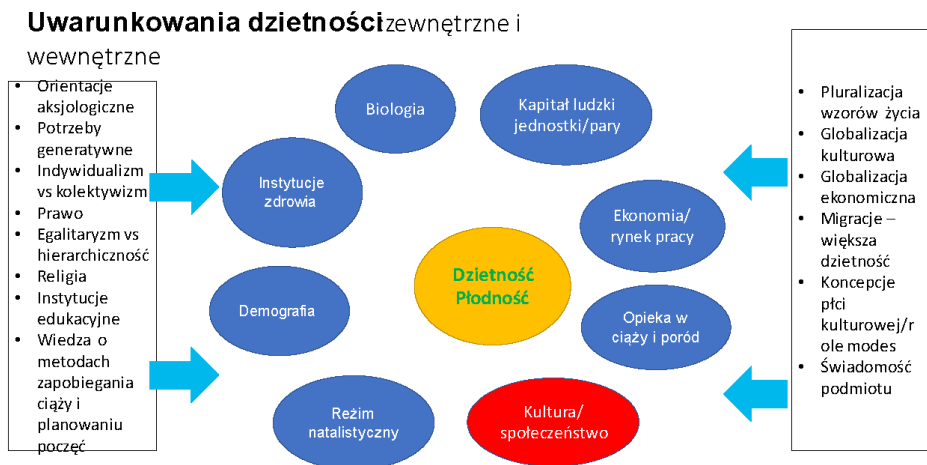 Uwarunkowania dzietności zewnętrzne i
wewnętrzne
• Orientacje
aksjologiczne
• Potrzeby
generatywne
• Indywidualizm
vs kolektywizm
• Prawo
• Egalitaryzm vs
hierarchiczność
• Religia
• Instytucje
edukacyjne
• Wiedza o
metodach
zapobiegania
ciąży i
planowaniu
poczęć
Biologia
Kapitał ludzki
jednostki/pary
Instytucje
zdrowia
Ekonomia/
rynek pracy
Dzietność
Płodność
Demografia
Opieka w
ciąży i poród
Reżim
natalistyczny
Kultura/
społeczeństwo
• Pluralizacja
wzorów życia
• Globalizacja
kulturowa
• Globalizacja
ekonomiczna
• Migracje –
większa
dzietność
• Koncepcje
płci
kulturowej/r
ole modes
• Świadomość
podmiotu